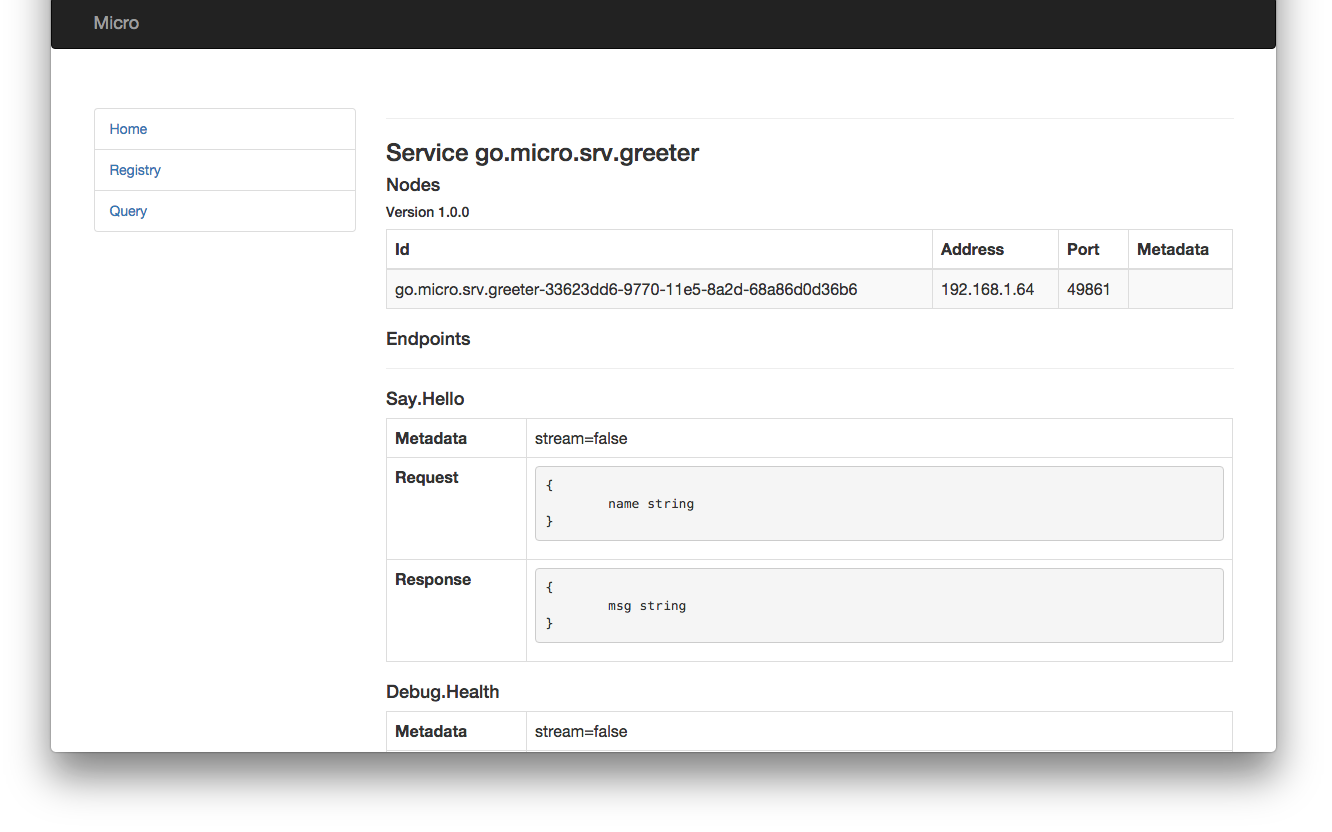 Micro
Home
Registry
Query
Service go.micro.srv.greeter
Nodes
Version 1.0.0
Id Address Port Metadata
go.micro.srv.greeter-33623dd6-9770-11e5-8a2d-68a86d0d36b6 192.168.1.64 49861
Endpoints
Say.Hello
Metadata stream=false
Request {
name string
}
Response {
msg string
}
Debug.Health
Metadata stream=false